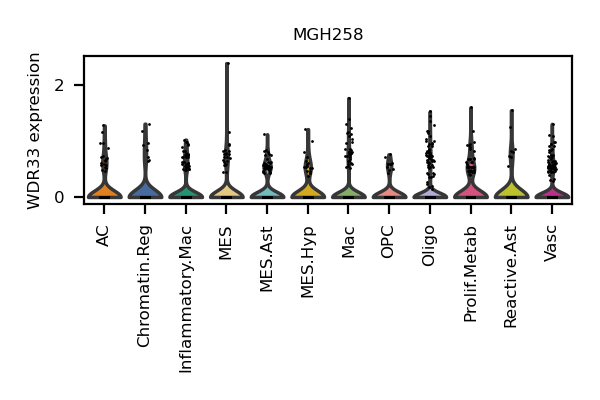 MGH258
WDR33 expression
2
0
AC
Chromatin.Reg
Inflammatory.Mac
MES
MES.Ast
MES.Hyp
Mac
OPC
Oligo
Prolif.Metab
Reactive.Ast
Vasc